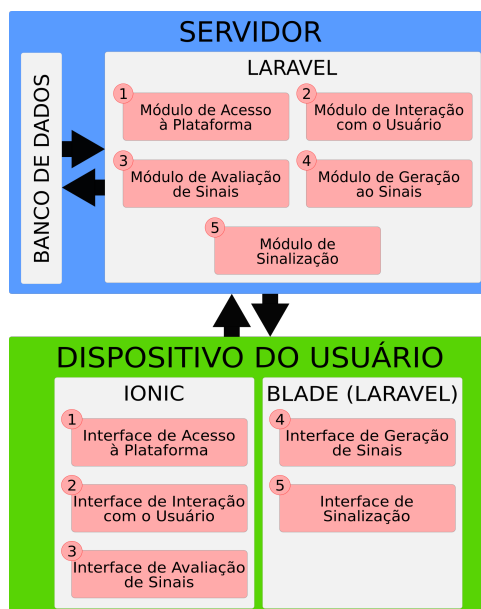 SERVIDOR
BANCO DE DADOS
LARAVEL
1
Módulo de Acesso
à Plataforma
2
Módulo de Interação
com o Usuário
3
Módulo de Avaliação
de Sinais
4
Módulo de Geração
ao Sinais
5
Módulo de
Sinalização
DISPOSITIVO DO USUÁRIO
IONIC
1
Interface de Acesso
à Plataforma
2
Interface de Interação
com o Usuário
3
Interface de Avaliação
de Sinais
BLADE (LARAVEL)
4
Interface de Geração
de Sinais
5
Interface de
Sinalização